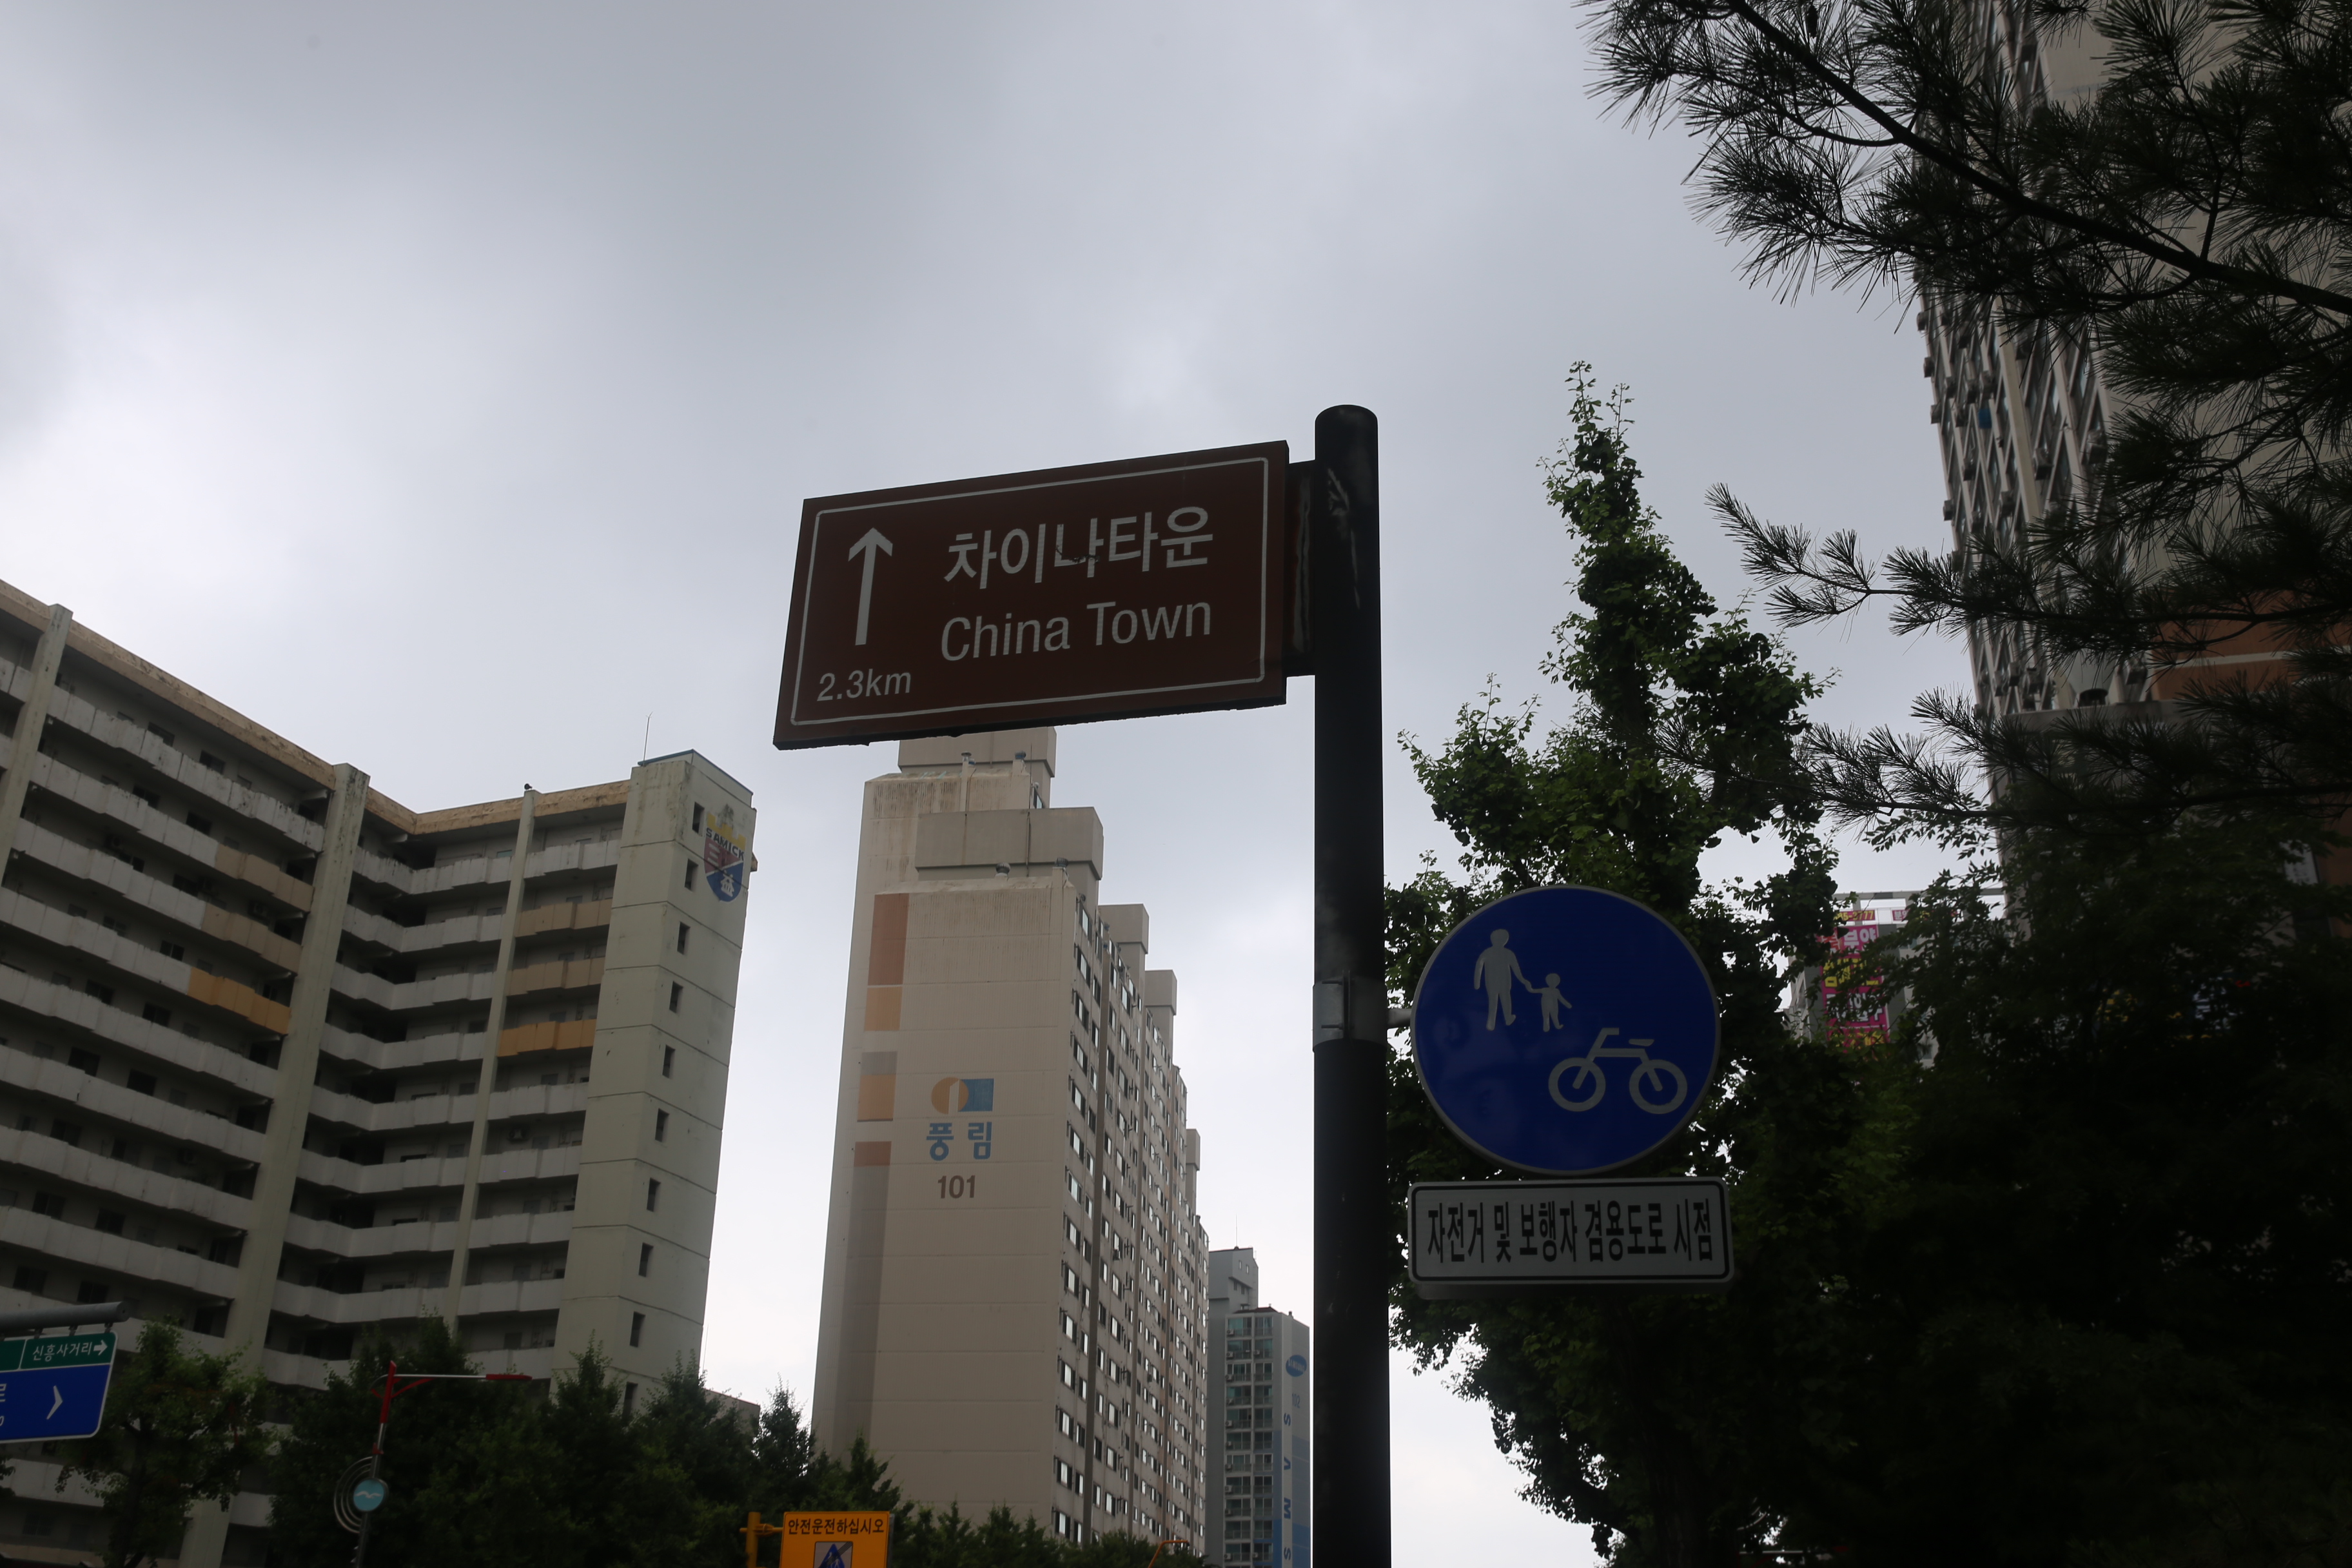 차이나타운
China Town
2.3km
SAMICK
풍림
101
자전거 및 보행자 겸용도로 시점
신흥사거리
안전운전하십시오